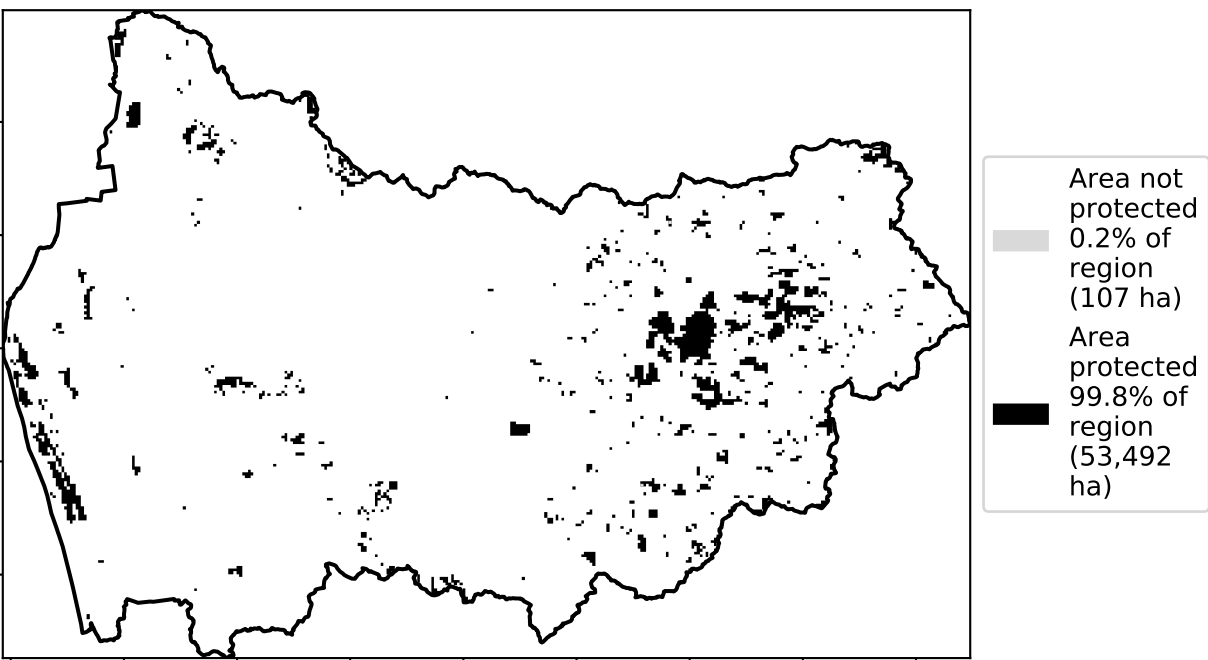 Area not
protected
0.2% of
region
(107 ha)
Area
protected
99.8% of
region
(53,492
ha)